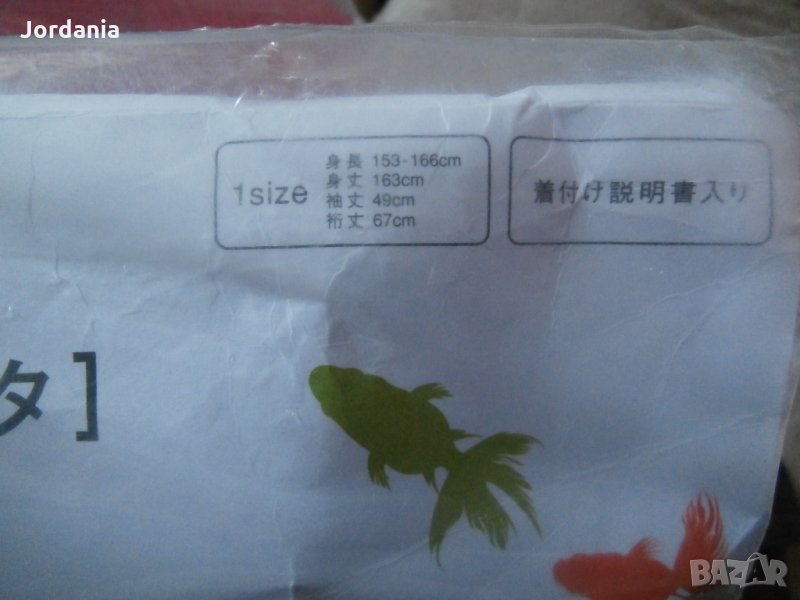 Jordania
1size
身長 153-166cm
身丈 163cm
袖丈 49cm
裄丈 67cm
着付け説明書入り
タ]
BAZAR